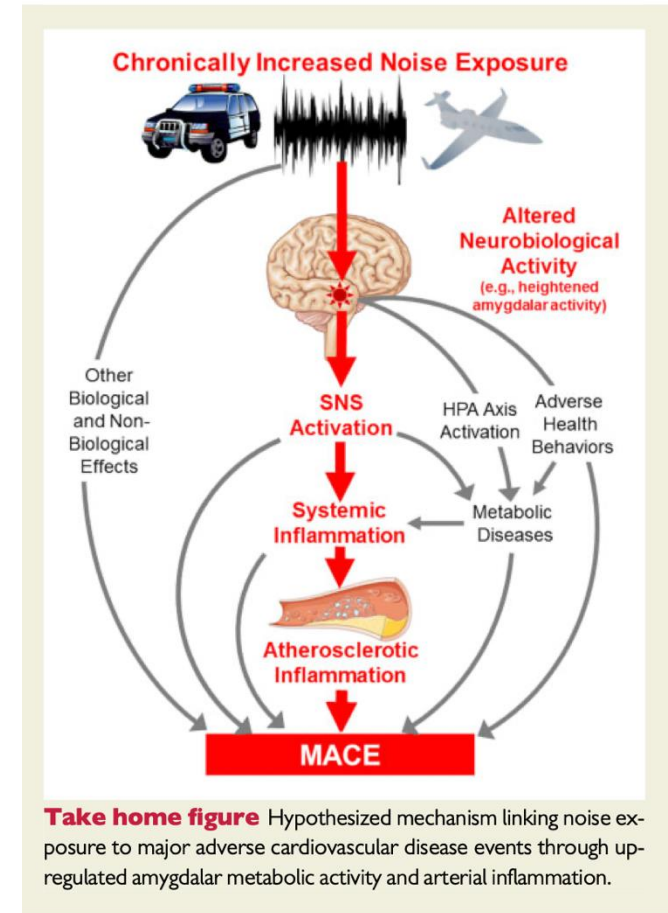 Chronically Increased Noise Exposure
Altered
Neurobiological
Activity
(e.g., heightened
amygdalar activity)
Other
Biological
and Non-
Biological
Effects
SNS
Activation
HPA Axis
Activation
Adverse
Health
Behaviors
Systemic
Inflammation
Metabolic
Diseases
Atherosclerotic
Inflammation
MACE
Take home figure Hypothesized mechanism linking noise ex-
posure to major adverse cardiovascular disease events through up-
regulated amygdalar metabolic activity and arterial inflammation.